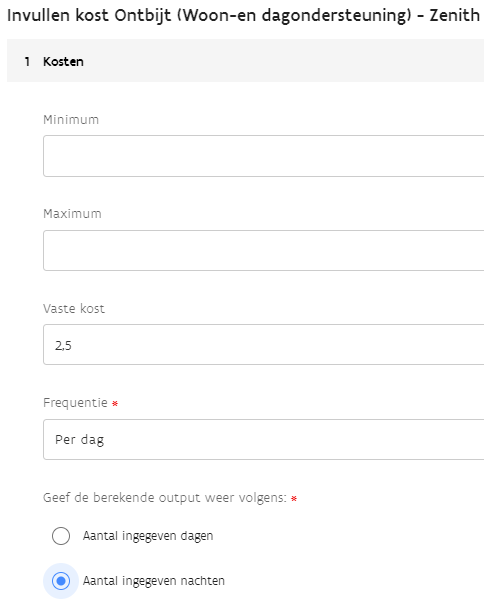 Invullen kost Ontbijt (Woon-en dagondersteuning) - Zenith
1 Kosten
Minimum
Maximum
Vaste kost
2,5
Frequentie *
Per dag
Geef de berekende output weer volgens: *
Aantal ingegeven dagen
Aantal ingegeven nachten